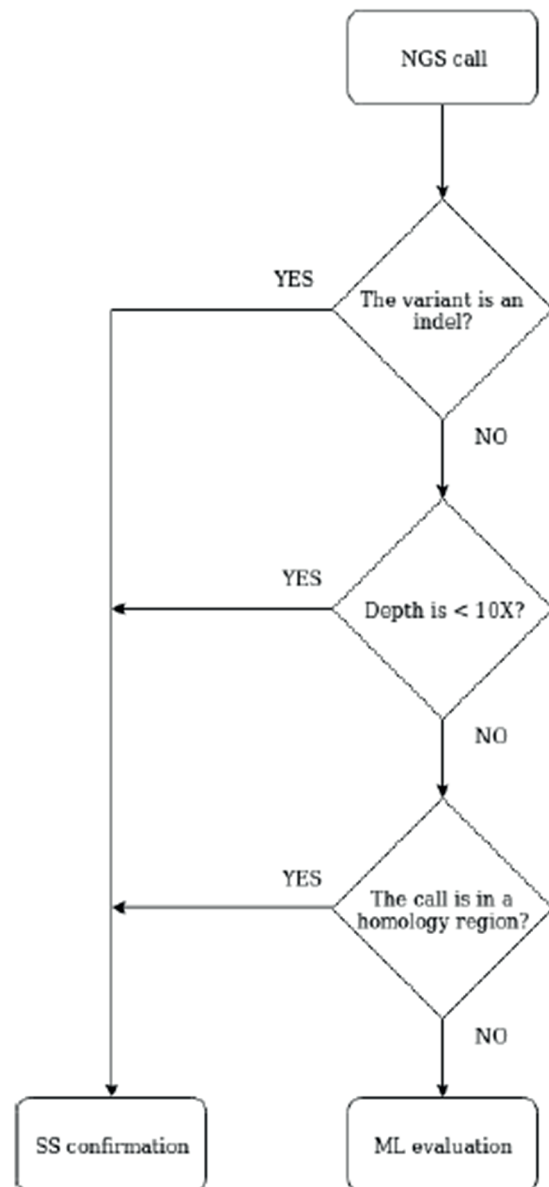 NGS call
YES
The variant is an
indel?
NO
YES
Depth is < 10X?
NO
YES
The call is in a
homology region?
NO
SS confirmation
ML evaluation